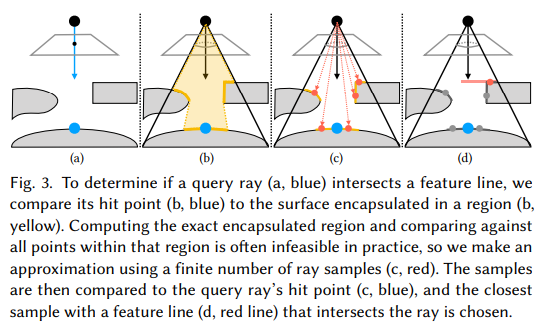 (a) (b) (c) (d)
Fig. 3. To determine if a query ray (a, blue) intersects a feature line, we
compare its hit point (b, blue) to the surface encapsulated in a region (b,
yellow). Computing the exact encapsulated region and comparing against
all points within that region is often infeasible in practice, so we make an
approximation using a finite number of ray samples (c, red). The samples
are then compared to the query ray's hit point (c, blue), and the closest
sample with a feature line (d, red line) that intersects the ray is chosen.